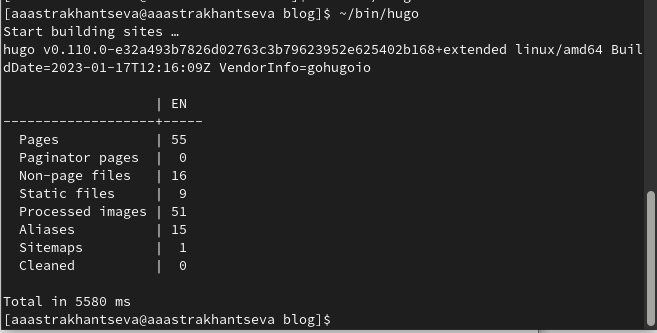 [aaastrakhantseva@aaastrakhantseva blog]$ ~/bin/hugo
Start building sites …
hugo v0.110.0-e32a493b7826d02763c3b79623952e625402b168+extended linux/amd64 Buil
dDate=2023-01-17T12:16:09Z VendorInfo=gohugoio
                   | EN
-------------------+-----
  Pages            | 55
  Paginator pages  |  0
  Non-page files   | 16
  Static files     |  9
  Processed images | 51
  Aliases          | 15
  Sitemaps         |  1
  Cleaned          |  0
Total in 5580 ms
[aaastrakhantseva@aaastrakhantseva blog]$